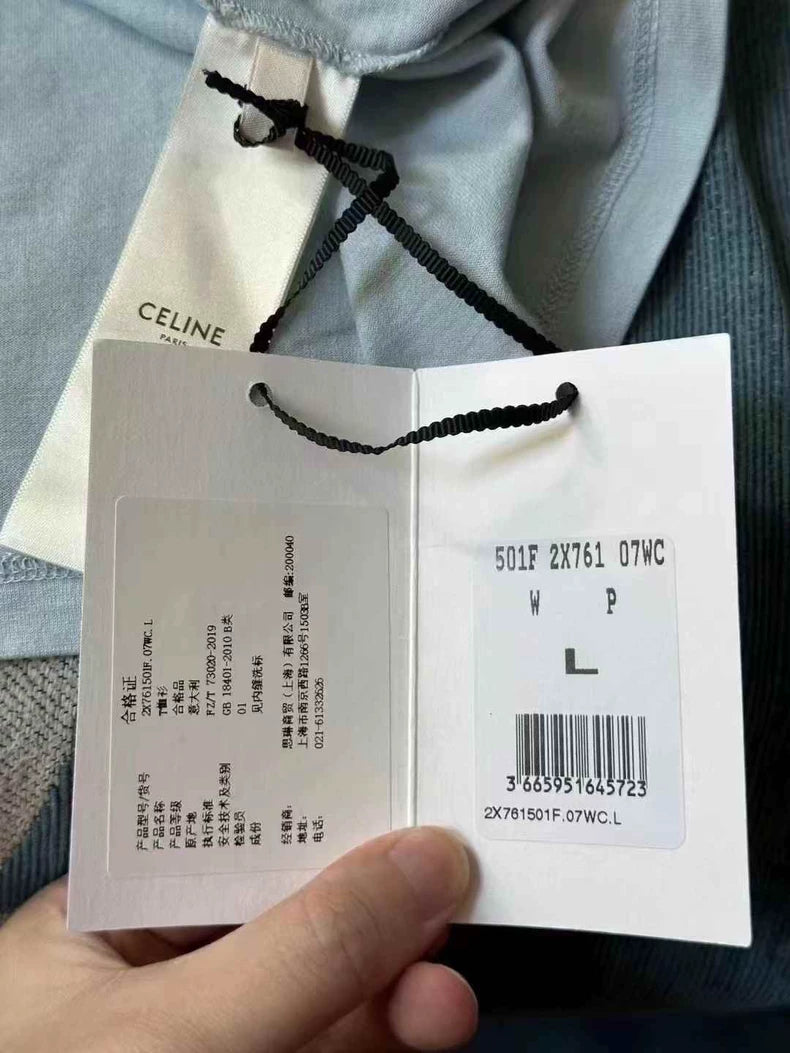 CELINE
PARIS
合格证
产品型号/货号 2X761501F.07WC.L
产品名称 T恤衫
产品等级 合格品
原产地 意大利
执行标准 FZ/T 73020-2019
安全技术及类别 GB 18401-2010 B类
检验员 01
成份 见内缝洗标
经销商: 思琳商贸（上海）有限公司 邮编:200040
地址: 上海市南京西路1266号1503B室
电话: 021-61332626
501F 2X761 07WC
W P
L
3 665951645723
2X761501F.07WC.L